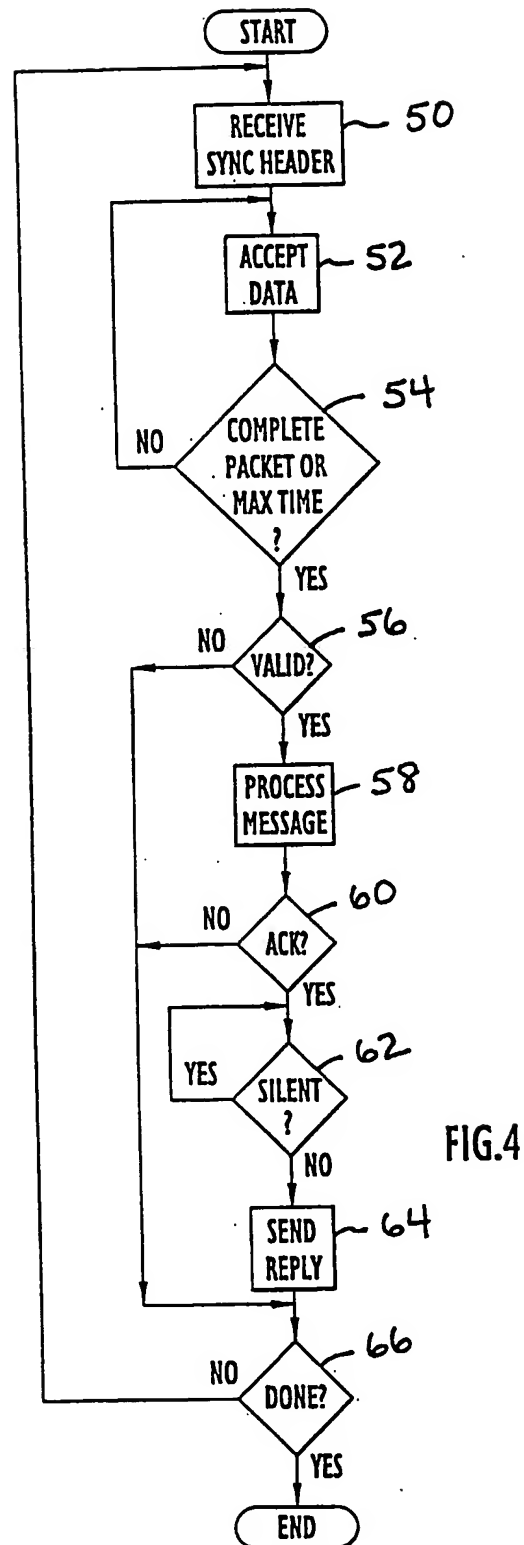 START
RECEIVE
SYNC HEADER
50
ACCEPT
DATA
52
54
COMPLETE
PACKET OR
MAX TIME
?
NO
YES
56
VALID?
NO
YES
PROCESS
MESSAGE
58
60
ACK?
NO
YES
62
SILENT
?
YES
NO
FIG.4
SEND
REPLY
64
66
DONE?
NO
YES
END